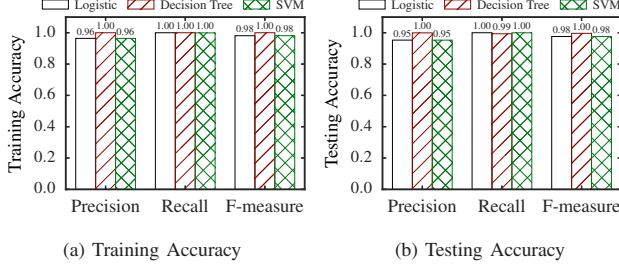 Logistic Decision Tree SVM
0.96 1.00 0.96 1.00 1.00 1.00 0.98 1.00 0.98
Training Accuracy
1.0
0.8
0.6
0.4
0.2
0.0
Precision Recall F-measure
(a) Training Accuracy
Logistic Decision Tree SVM
0.95 1.00 0.95 1.00 0.99 1.00 0.98 1.00 0.98
Testing Accuracy
1.0
0.8
0.6
0.4
0.2
0.0
Precision Recall F-measure
(b) Testing Accuracy